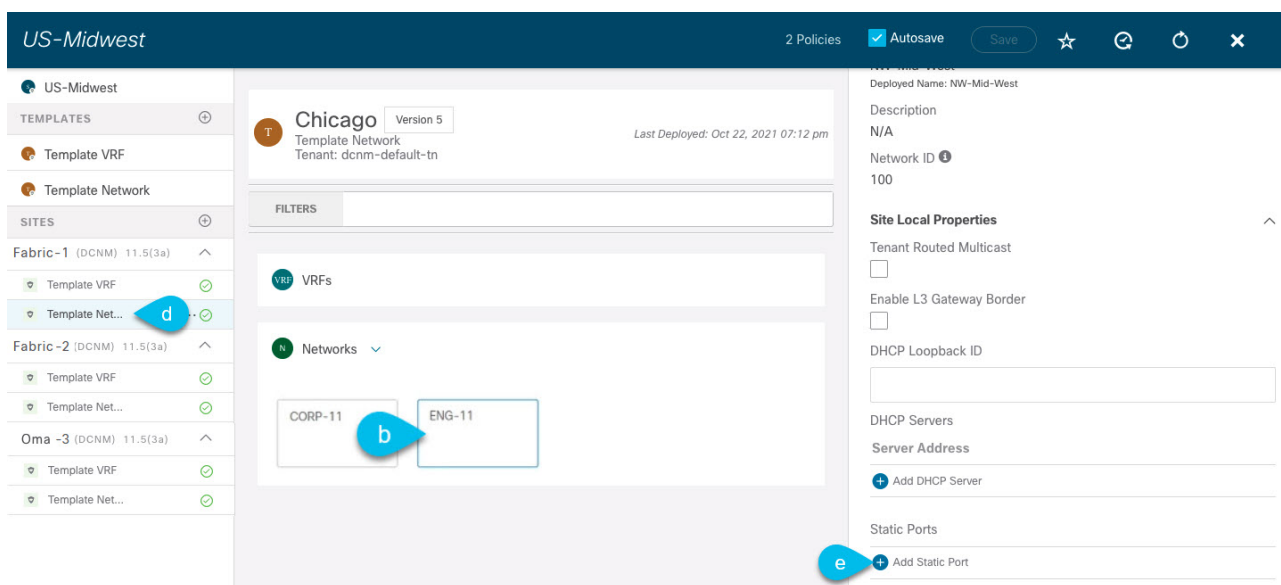 US-Midwest
2 Policies
Autosave
Save
US-Midwest
TEMPLATES
Template VRF
Template Network
SITES
Fabric-1 (DCNM) 11.5(3a)
Template VRF
Template Net...
d
Fabric-2 (DCNM) 11.5(3a)
Template VRF
Template Net...
Oma -3 (DCNM) 11.5(3a)
Template VRF
Template Net...
T
Chicago
Version 5
Template Network
Tenant: dcnm-default-tn
Last Deployed: Oct 22, 2021 07:12 pm
FILTERS
VRF VRFs
N Networks
CORP-11
b
ENG-11
NW-Mid-West
Deployed Name: NW-Mid-West
Description
N/A
Network ID
100
Site Local Properties
Tenant Routed Multicast
Enable L3 Gateway Border
DHCP Loopback ID
DHCP Servers
Server Address
Add DHCP Server
Static Ports
e
Add Static Port